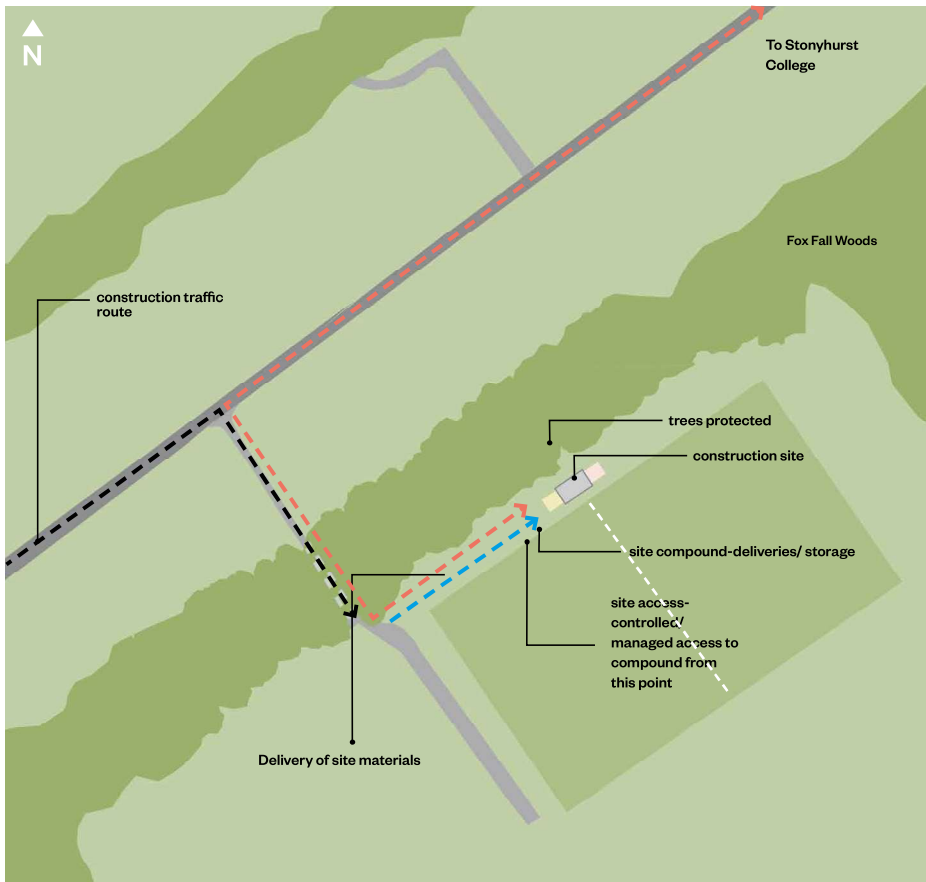 N
To Stonyhurst
College
Fox Fall Woods
construction traffic
route
trees protected
construction site
site compound-deliveries/ storage
site access-
controlled/
managed access to
compound from
this point
Delivery of site materials